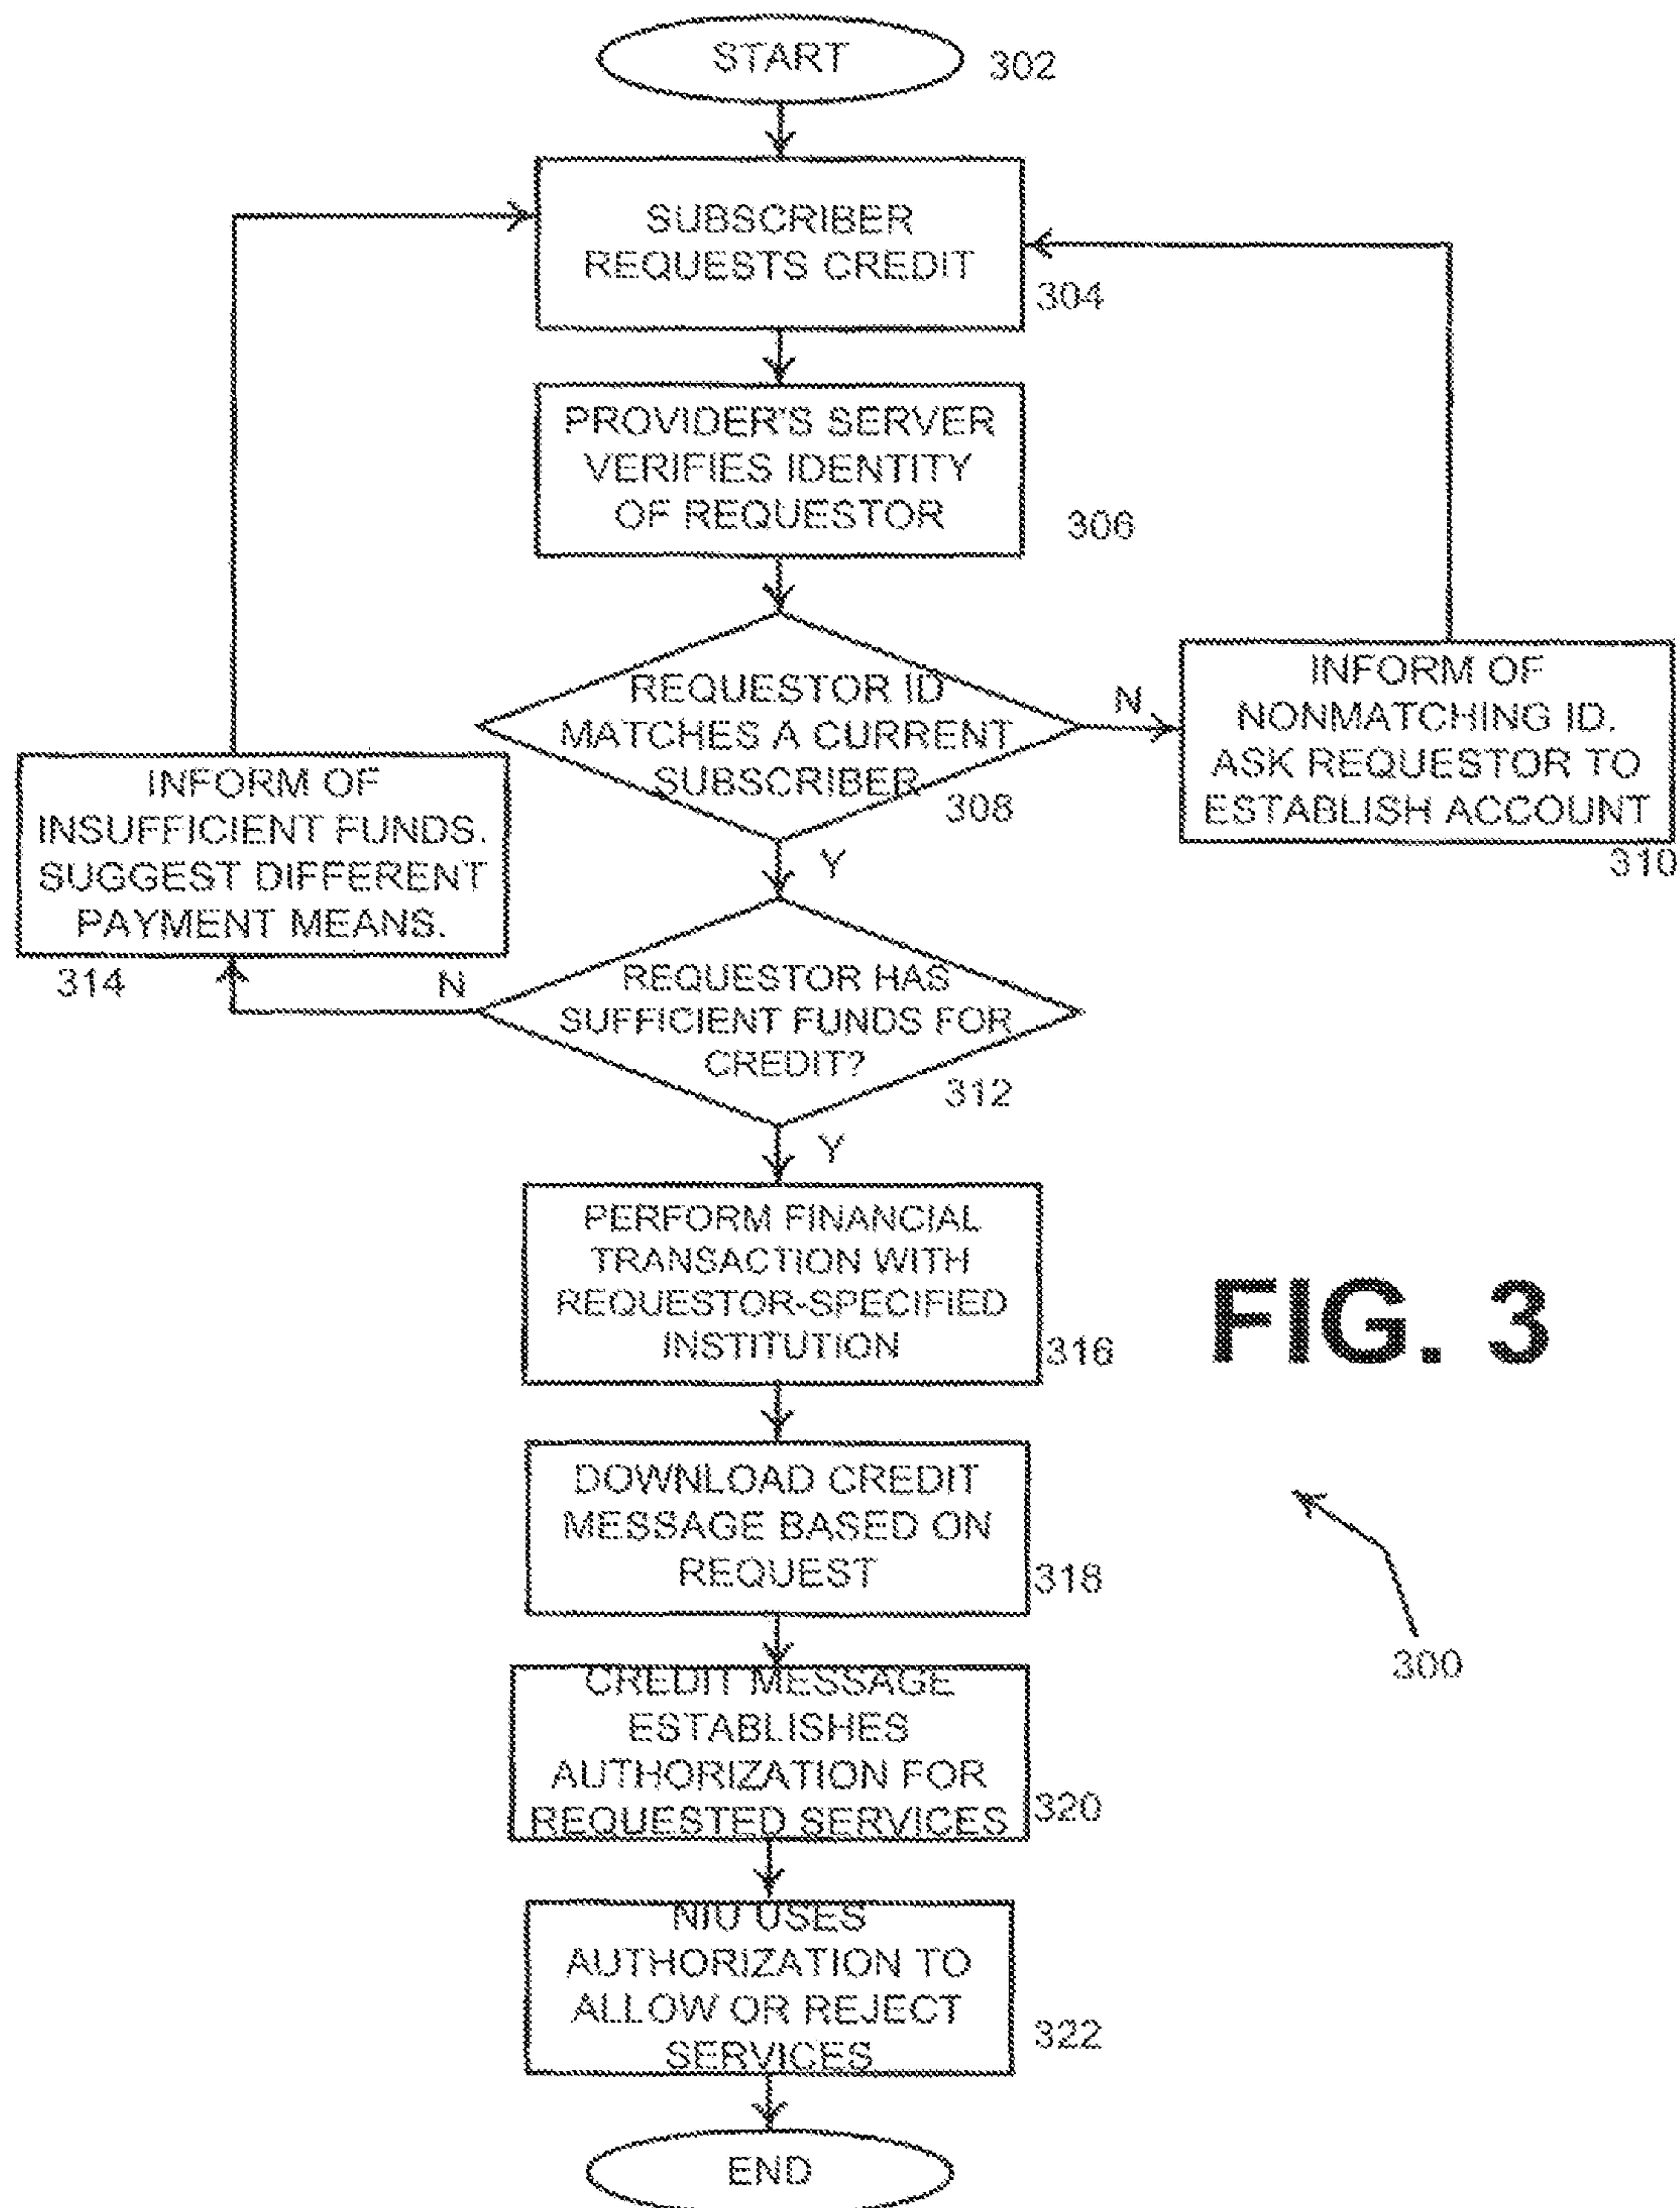 START
302
SUBSCRIBER
REQUESTS CREDIT
304
PROVIDER'S SERVER
VERIFIES IDENTITY
OF REQUESTOR
306
REQUESTOR ID
MATCHES A CURRENT
SUBSCRIBER
308
N
INFORM OF
NONMATCHING ID.
ASK REQUESTOR TO
ESTABLISH ACCOUNT
310
Y
INFORM OF
INSUFFICIENT FUNDS.
SUGGEST DIFFERENT
PAYMENT MEANS.
314
N
REQUESTOR HAS
SUFFICIENT FUNDS FOR
CREDIT?
312
Y
PERFORM FINANCIAL
TRANSACTION WITH
REQUESTOR-SPECIFIED
INSTITUTION
316
FIG. 3
DOWNLOAD CREDIT
MESSAGE BASED ON
REQUEST
318
300
CREDIT MESSAGE
ESTABLISHES
AUTHORIZATION FOR
REQUESTED SERVICES
320
NIU USES
AUTHORIZATION TO
ALLOW OR REJECT
SERVICES
322
END